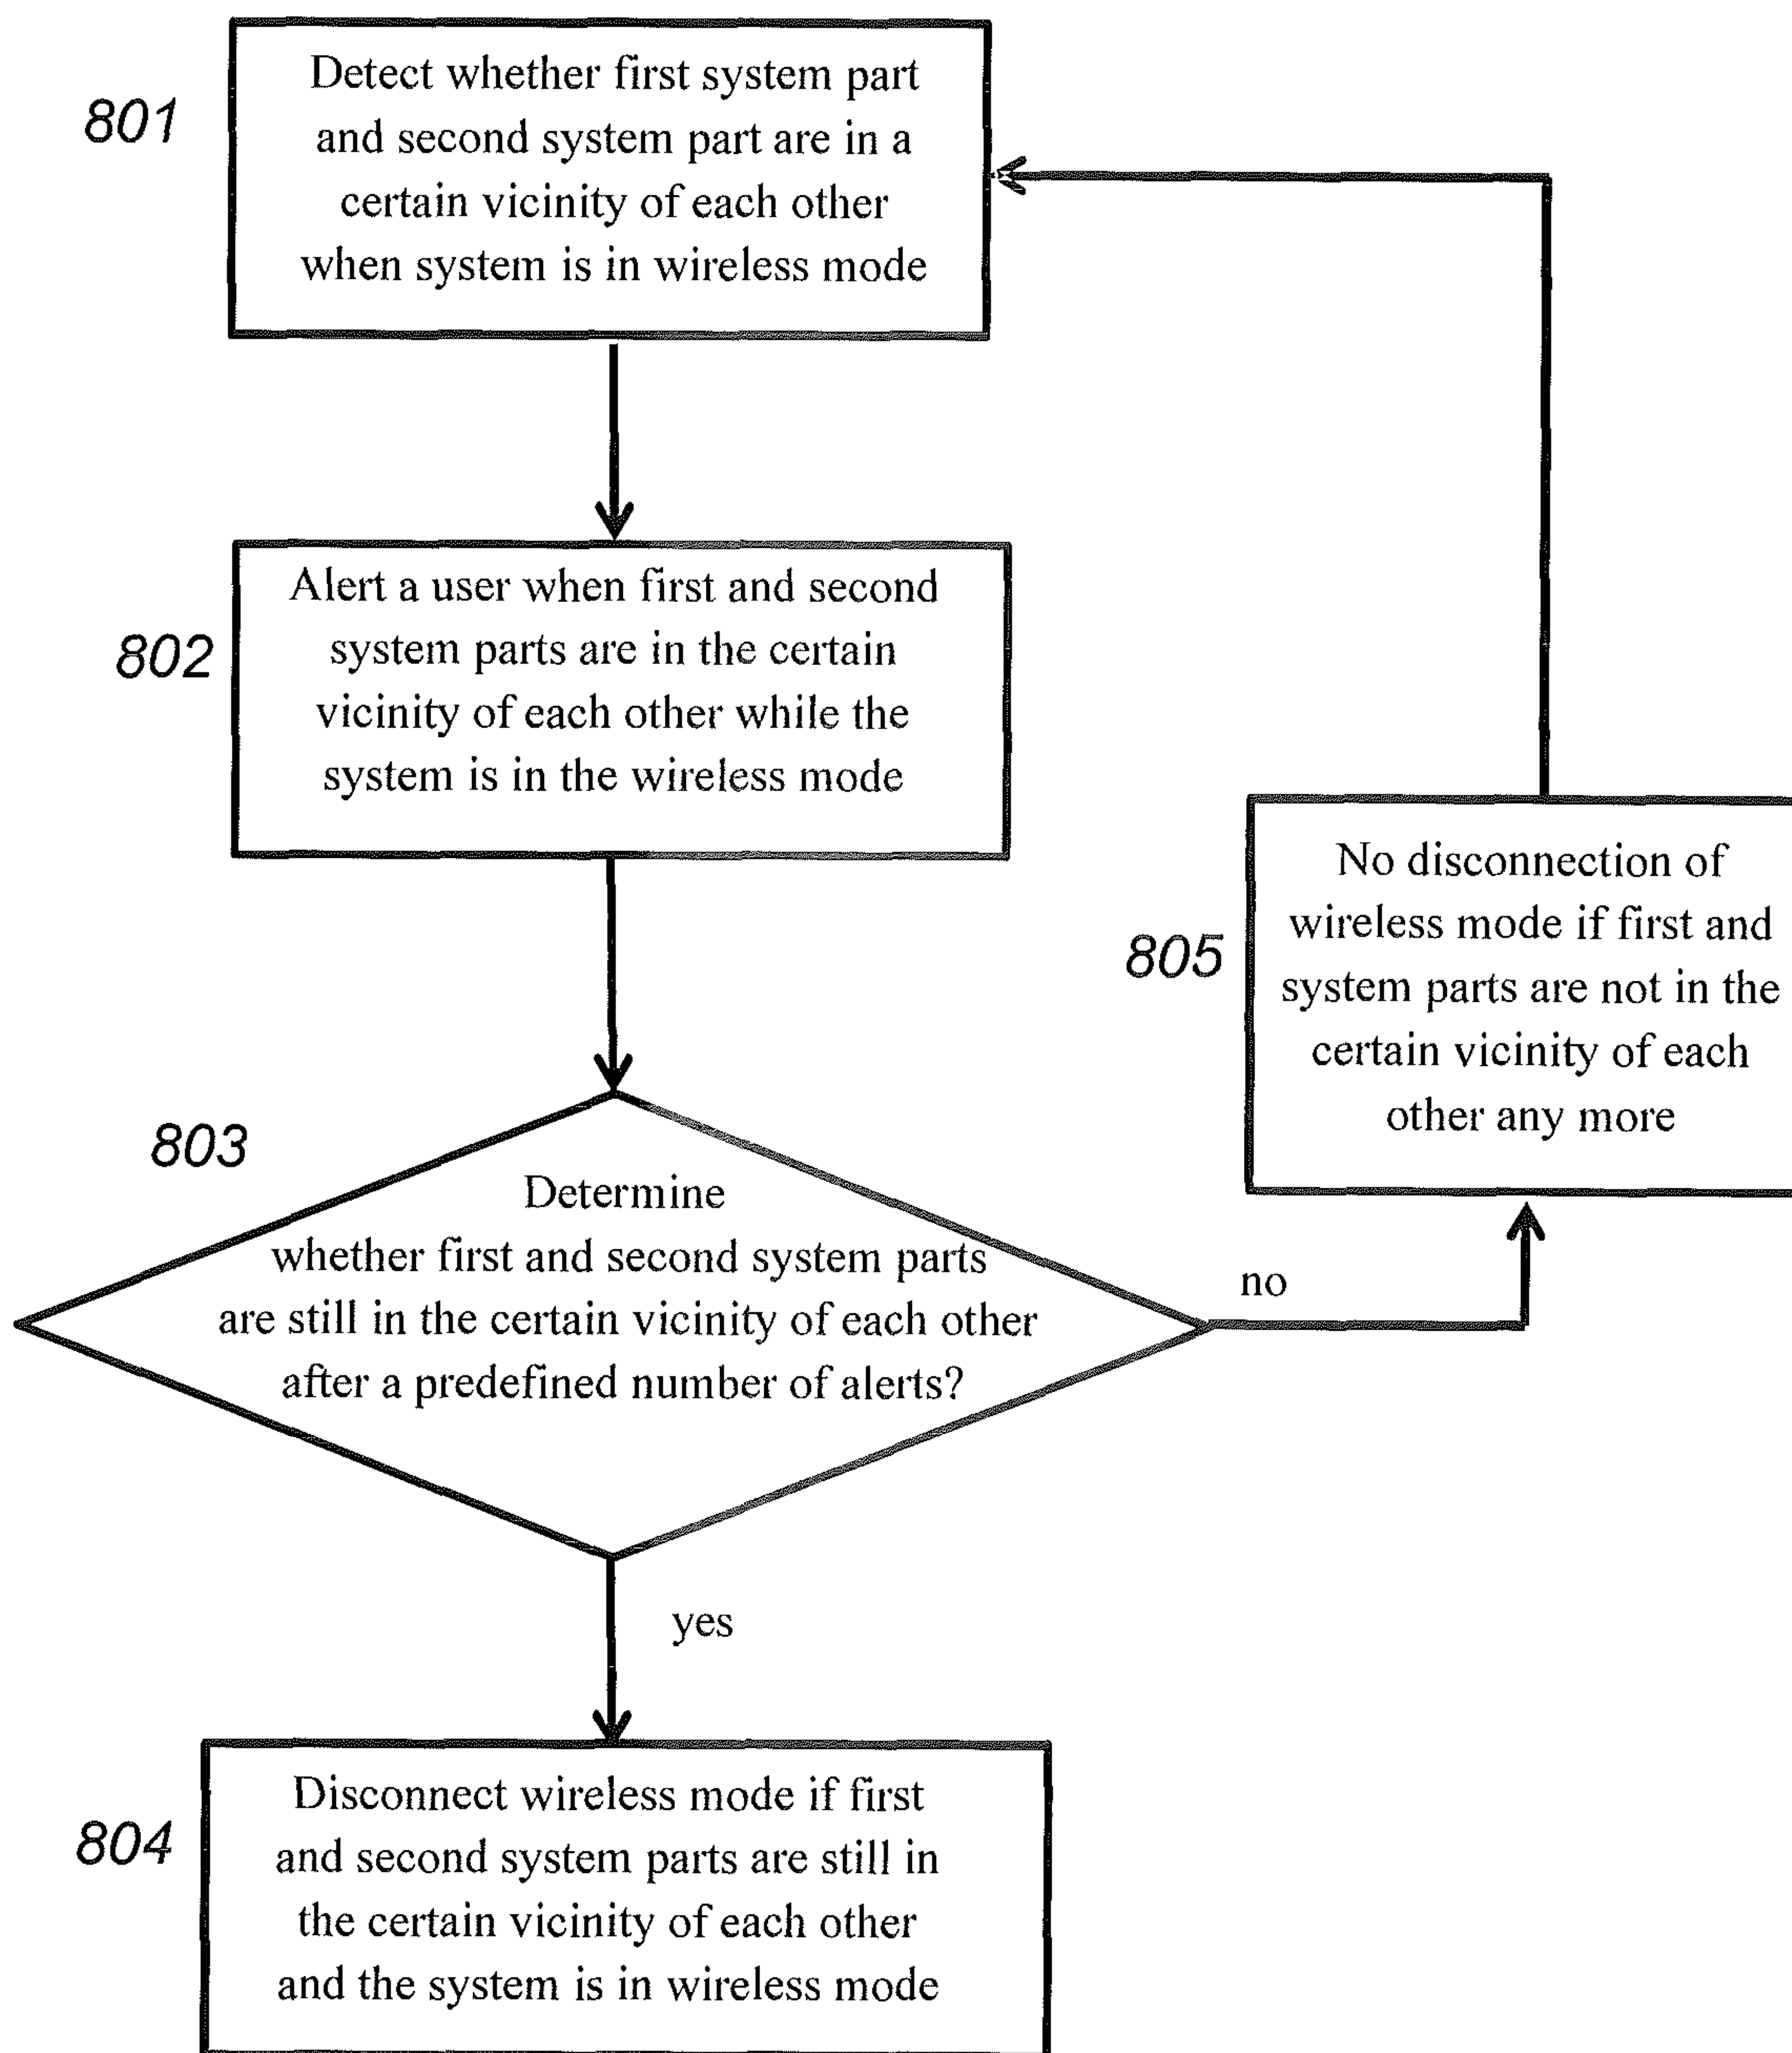 801
Detect whether first system part
and second system part are in a
certain vicinity of each other
when system is in wireless mode
802
Alert a user when first and second
system parts are in the certain
vicinity of each other while the
system is in the wireless mode
803
Determine
whether first and second system parts
are still in the certain vicinity of each other
after a predefined number of alerts?
no
805
No disconnection of
wireless mode if first and
system parts are not in the
certain vicinity of each
other any more
yes
804
Disconnect wireless mode if first
and second system parts are still in
the certain vicinity of each other
and the system is in wireless mode